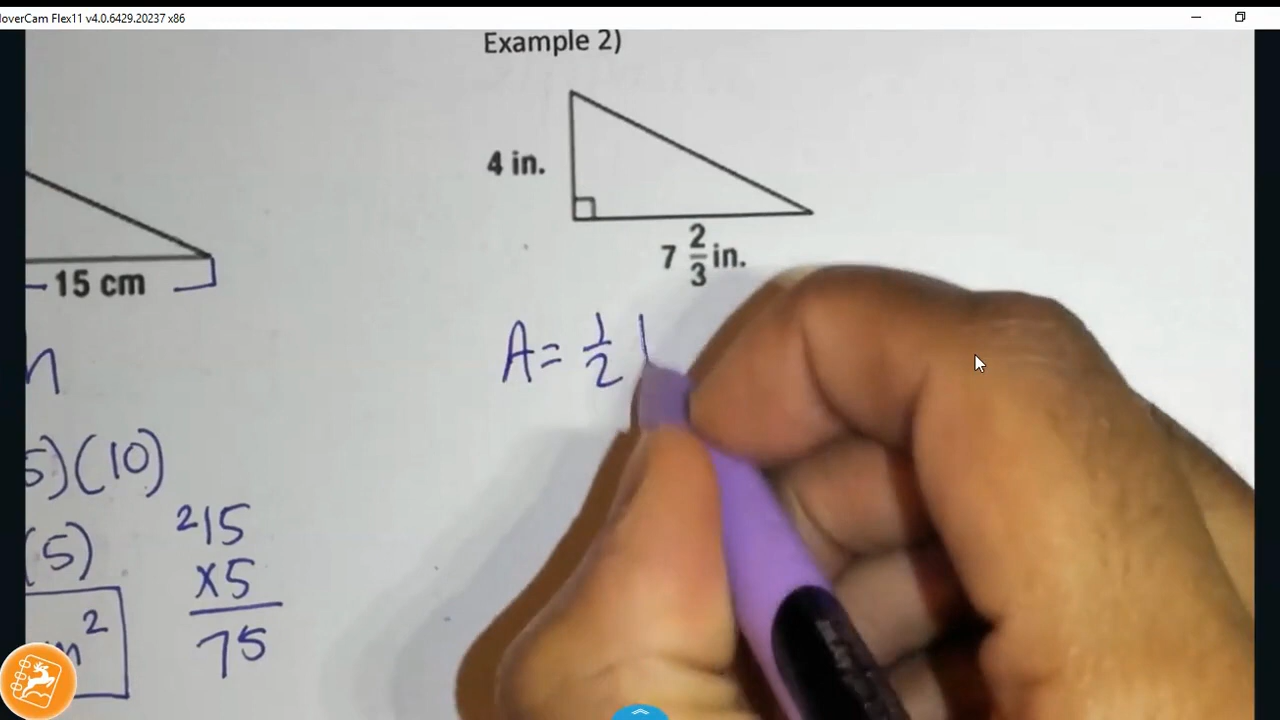 loverCam Flex11 v4.0.6429.20237 x86
Example 2)
4 in.
7 2/3 in.
A = 1/2
15 cm
h
5)(10)
(5)
m²
²15
x5
75